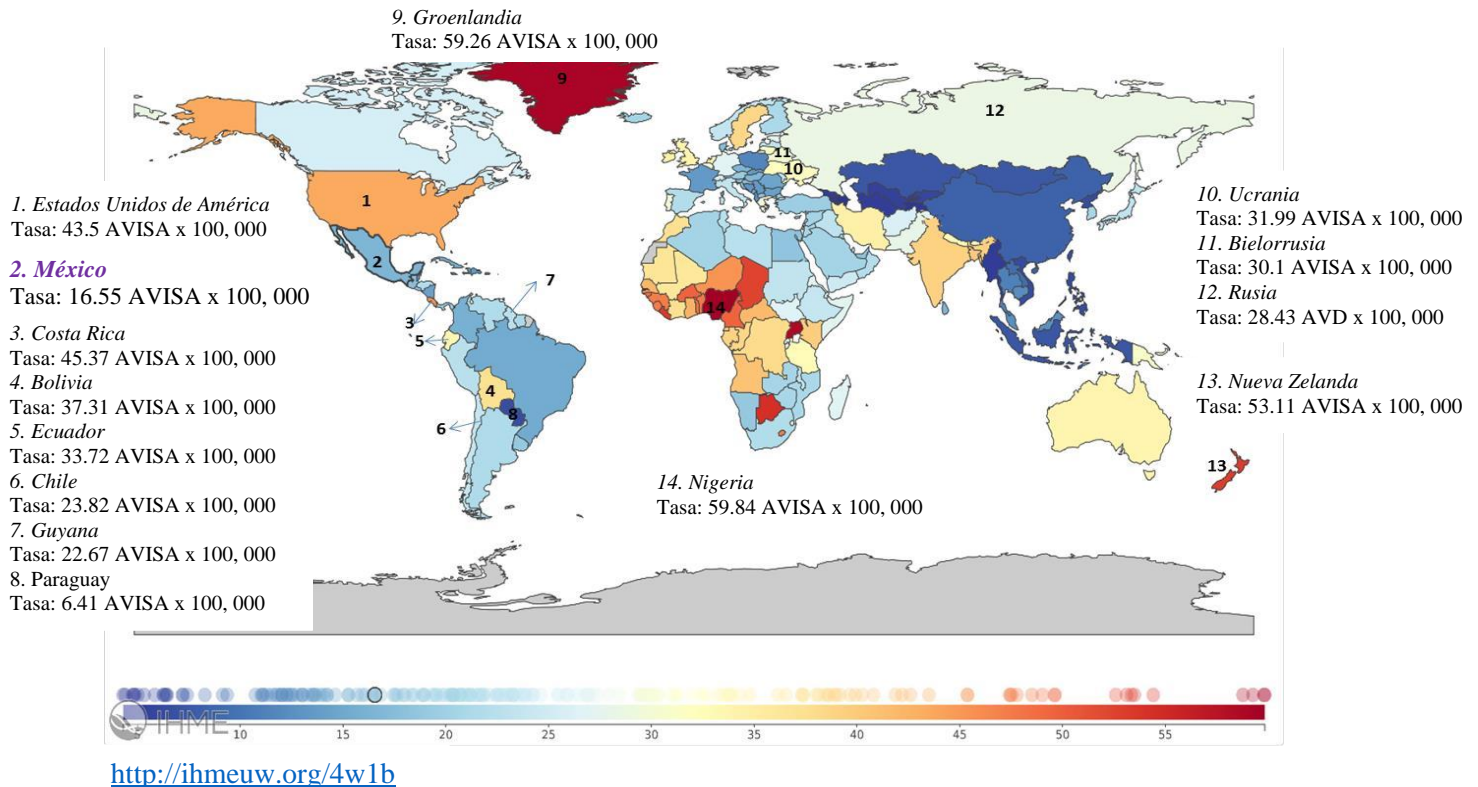 9. Groenlandia
Tasa: 59.26 AVISA x 100, 000
9
12
11
10
1
1. Estados Unidos de América
Tasa: 43.5 AVISA x 100, 000
2. México
Tasa: 16.55 AVISA x 100, 000
2
7
3
5
14
4
8
6
13
3. Costa Rica
Tasa: 45.37 AVISA x 100, 000
4. Bolivia
Tasa: 37.31 AVISA x 100, 000
5. Ecuador
Tasa: 33.72 AVISA x 100, 000
6. Chile
Tasa: 23.82 AVISA x 100, 000
7. Guyana
Tasa: 22.67 AVISA x 100, 000
8. Paraguay
Tasa: 6.41 AVISA x 100, 000
10. Ucrania
Tasa: 31.99 AVISA x 100, 000
11. Bielorrusia
Tasa: 30.1 AVISA x 100, 000
12. Rusia
Tasa: 28.43 AVD x 100, 000
13. Nueva Zelanda
Tasa: 53.11 AVISA x 100, 000
14. Nigeria
Tasa: 59.84 AVISA x 100, 000
IHME
10 15 20 25 30 35 40 45 50 55
http://ihmeuw.org/4w1b